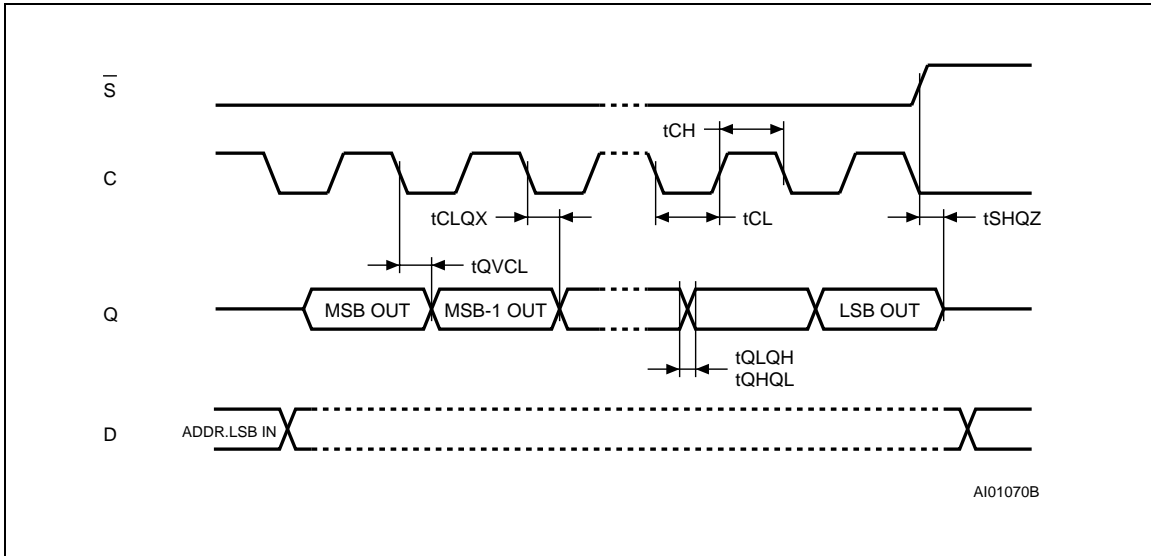 S̅
tCH
C
tCLQX
tCL
tSHQZ
tQVCL
Q
MSB OUT
MSB-1 OUT
LSB OUT
tQLQH
tQHQL
D
ADDR.LSB IN
AI01070B